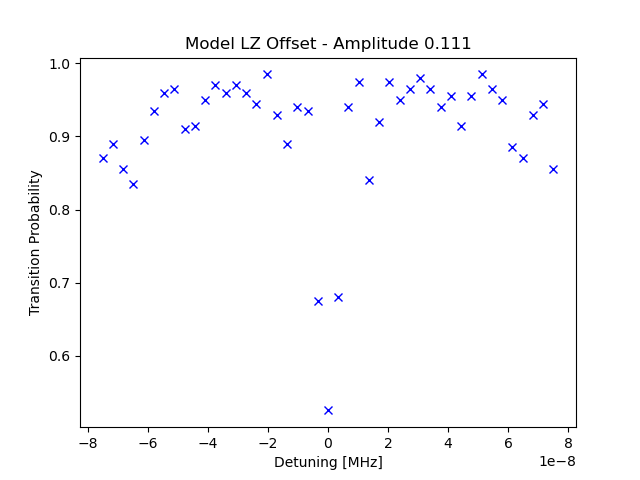 Model LZ Offset - Amplitude 0.111
1.0
0.9
0.8
0.7
0.6
Transition Probability
−8 −6 −4 −2 0 2 4 6 8
1e−8
Detuning [MHz]